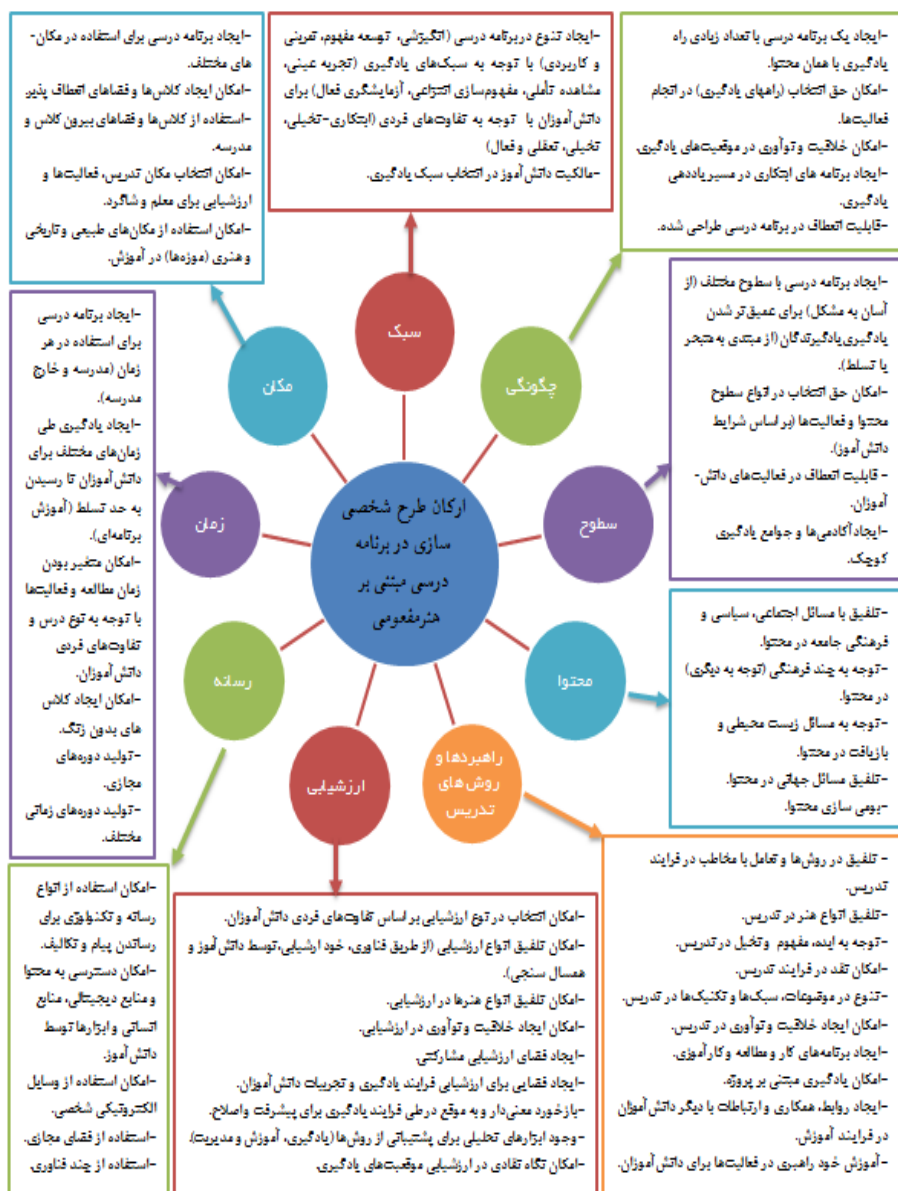 -ایجاد یک برنامه درسی با تعداد زیادی راه
یادگیری با همان محتوا.
-امکان حق انتخاب (راههای یادگیری) در انجام
فعالیت‌ها.
-امکان خلاقیت و نوآوری در موقعیت‌های یادگیری.
-ایجاد برنامه های ابتکاری در مسیر یاددهی
یادگیری.
-قابلیت انعطاف در برنامه درسی طراحی شده.
-ایجاد تنوع در برنامه درسی (انگیزشی، توسعه مفهوم، تمرینی
و کاربردی) با توجه به سبک‌های یادگیری (تجربه عینی،
مشاهده تأملی، مفهوم‌سازی انتزاعی، آزمایشگری فعال) برای
دانش‌آموزان با توجه به تفاوت‌های فردی (ابتکاری-تخیلی،
تخیلی، تعقلی و فعال)
-مالکیت دانش‌آموز در انتخاب سبک یادگیری.
-ایجاد برنامه درسی برای استفاده در مکان-
های مختلف.
-امکان ایجاد کلاس‌ها و فضاهای انعطاف پذیر.
-استفاده از کلاس‌ها و فضاهای بیرون کلاس و
مدرسه.
-امکان انتخاب مکان تدریس، فعالیت‌ها و
ارزشیابی برای معلم و شاگرد.
-امکان استفاده از مکان‌های طبیعی و تاریخی
و هنری (موزه‌ها) در آموزش.
سبک
چگونگی
مکان
سطوح
زمان
محتوا
رسانه
راهبردها و
روش های
تدریس
ارزشیابی
ارکان طرح شخصی
سازی در برنامه
درسی مبتنی بر
هنرمفعومی
-ایجاد برنامه درسی با سطوح مختلف (از
آسان به مشکل) برای عمیق‌تر شدن
یادگیری یادگیرندگان (از مبتدی به متبحر
یا تسلط).
-امکان حق انتخاب در انواع سطوح
محتوا و فعالیت‌ها (بر اساس شرایط
دانش‌آموز).
- قابلیت انعطاف در فعالیت‌های دانش-
آموزان.
-ایجاد آکادمی‌ها و جوامع یادگیری
کوچک.
-ایجاد برنامه درسی
برای استفاده در هر
زمان (مدرسه و خارج
مدرسه).
-ایجاد یادگیری طی
زمان‌های مختلف برای
دانش‌آموزان تا رسیدن
به حد تسلط (آموزش
برنامه‌ای).
-امکان متغیر بودن
زمان مطالعه و فعالیت‌ها
با توجه به نوع درس و
تفاوت‌های فردی
دانش‌آموزان.
-امکان ایجاد کلاس
های بدون زنگ.
-تولید دوره‌های
مجازی.
-تولید دوره‌های زمانی
مختلف.
-تلفیق با مسائل اجتماعی، سیاسی و
فرهنگی جامعه در محتوا.
-توجه به چند فرهنگی (توجه به دیگری)
در محتوا.
-توجه به مسائل زیست محیطی و
بازیافت در محتوا.
-تلفیق مسائل جهانی در محتوا.
-بومی سازی محتوا.
- تلفیق در روش‌ها و تعامل با مخاطب در فرایند
تدریس.
-تلفیق انواع هنر در تدریس.
-توجه به ایده، مفهوم و تخیل در تدریس.
-امکان نقد در فرایند تدریس.
-تنوع در موضوعات، سبک‌ها و تکنیک‌ها در تدریس.
-امکان ایجاد خلاقیت و نوآوری در تدریس.
-ایجاد برنامه‌های کار و مطالعه و کارآموزی.
-امکان یادگیری مبتنی بر پروژه.
-ایجاد روابط، همکاری و ارتباطات با دیگر دانش‌آموزان
در فرایند آموزش.
-آموزش خود راهبری در فعالیت‌ها برای دانش‌آموزان.
-امکان انتخاب در نوع ارزشیابی بر اساس تفاوت‌های فردی دانش‌آموزان.
-امکان تلفیق انواع ارزشیابی (از طریق فناوری، خود ارشیابی،توسط دانش‌آموز و
همسال سنجی).
-امکان تلفیق انواع هنرها در ارزشیابی.
-امکان ایجاد خلاقیت و نوآوری در ارزشیابی.
-ایجاد فضای ارزشیابی مشارکتی.
-ایجاد فضایی برای ارزشیابی فرایند یادگیری و تجربیات دانش‌آموزان.
-بازخورد معنی‌دار و به موقع در طی فرایند یادگیری برای پیشرفت و اصلاح.
-وجود ابزارهای تحلیلی برای پشتیبانی از روش‌ها (یادگیری، آموزش و مدیریت).
-امکان نگاه نقادی در ارزشیابی موقعیت‌های یادگیری.
-امکان استفاده از انواع
رسانه و تکنولوژی برای
رساندن پیام و تکالیف.
-امکان دسترسی به محتوا
و منابع دیجیتالی، منابع
انسانی و ابزارها توسط
دانش‌آموز.
-امکان استفاده از وسایل
الکترونیکی شخصی.
-استفاده از فضای مجازی.
-استفاده از چند فناوری.